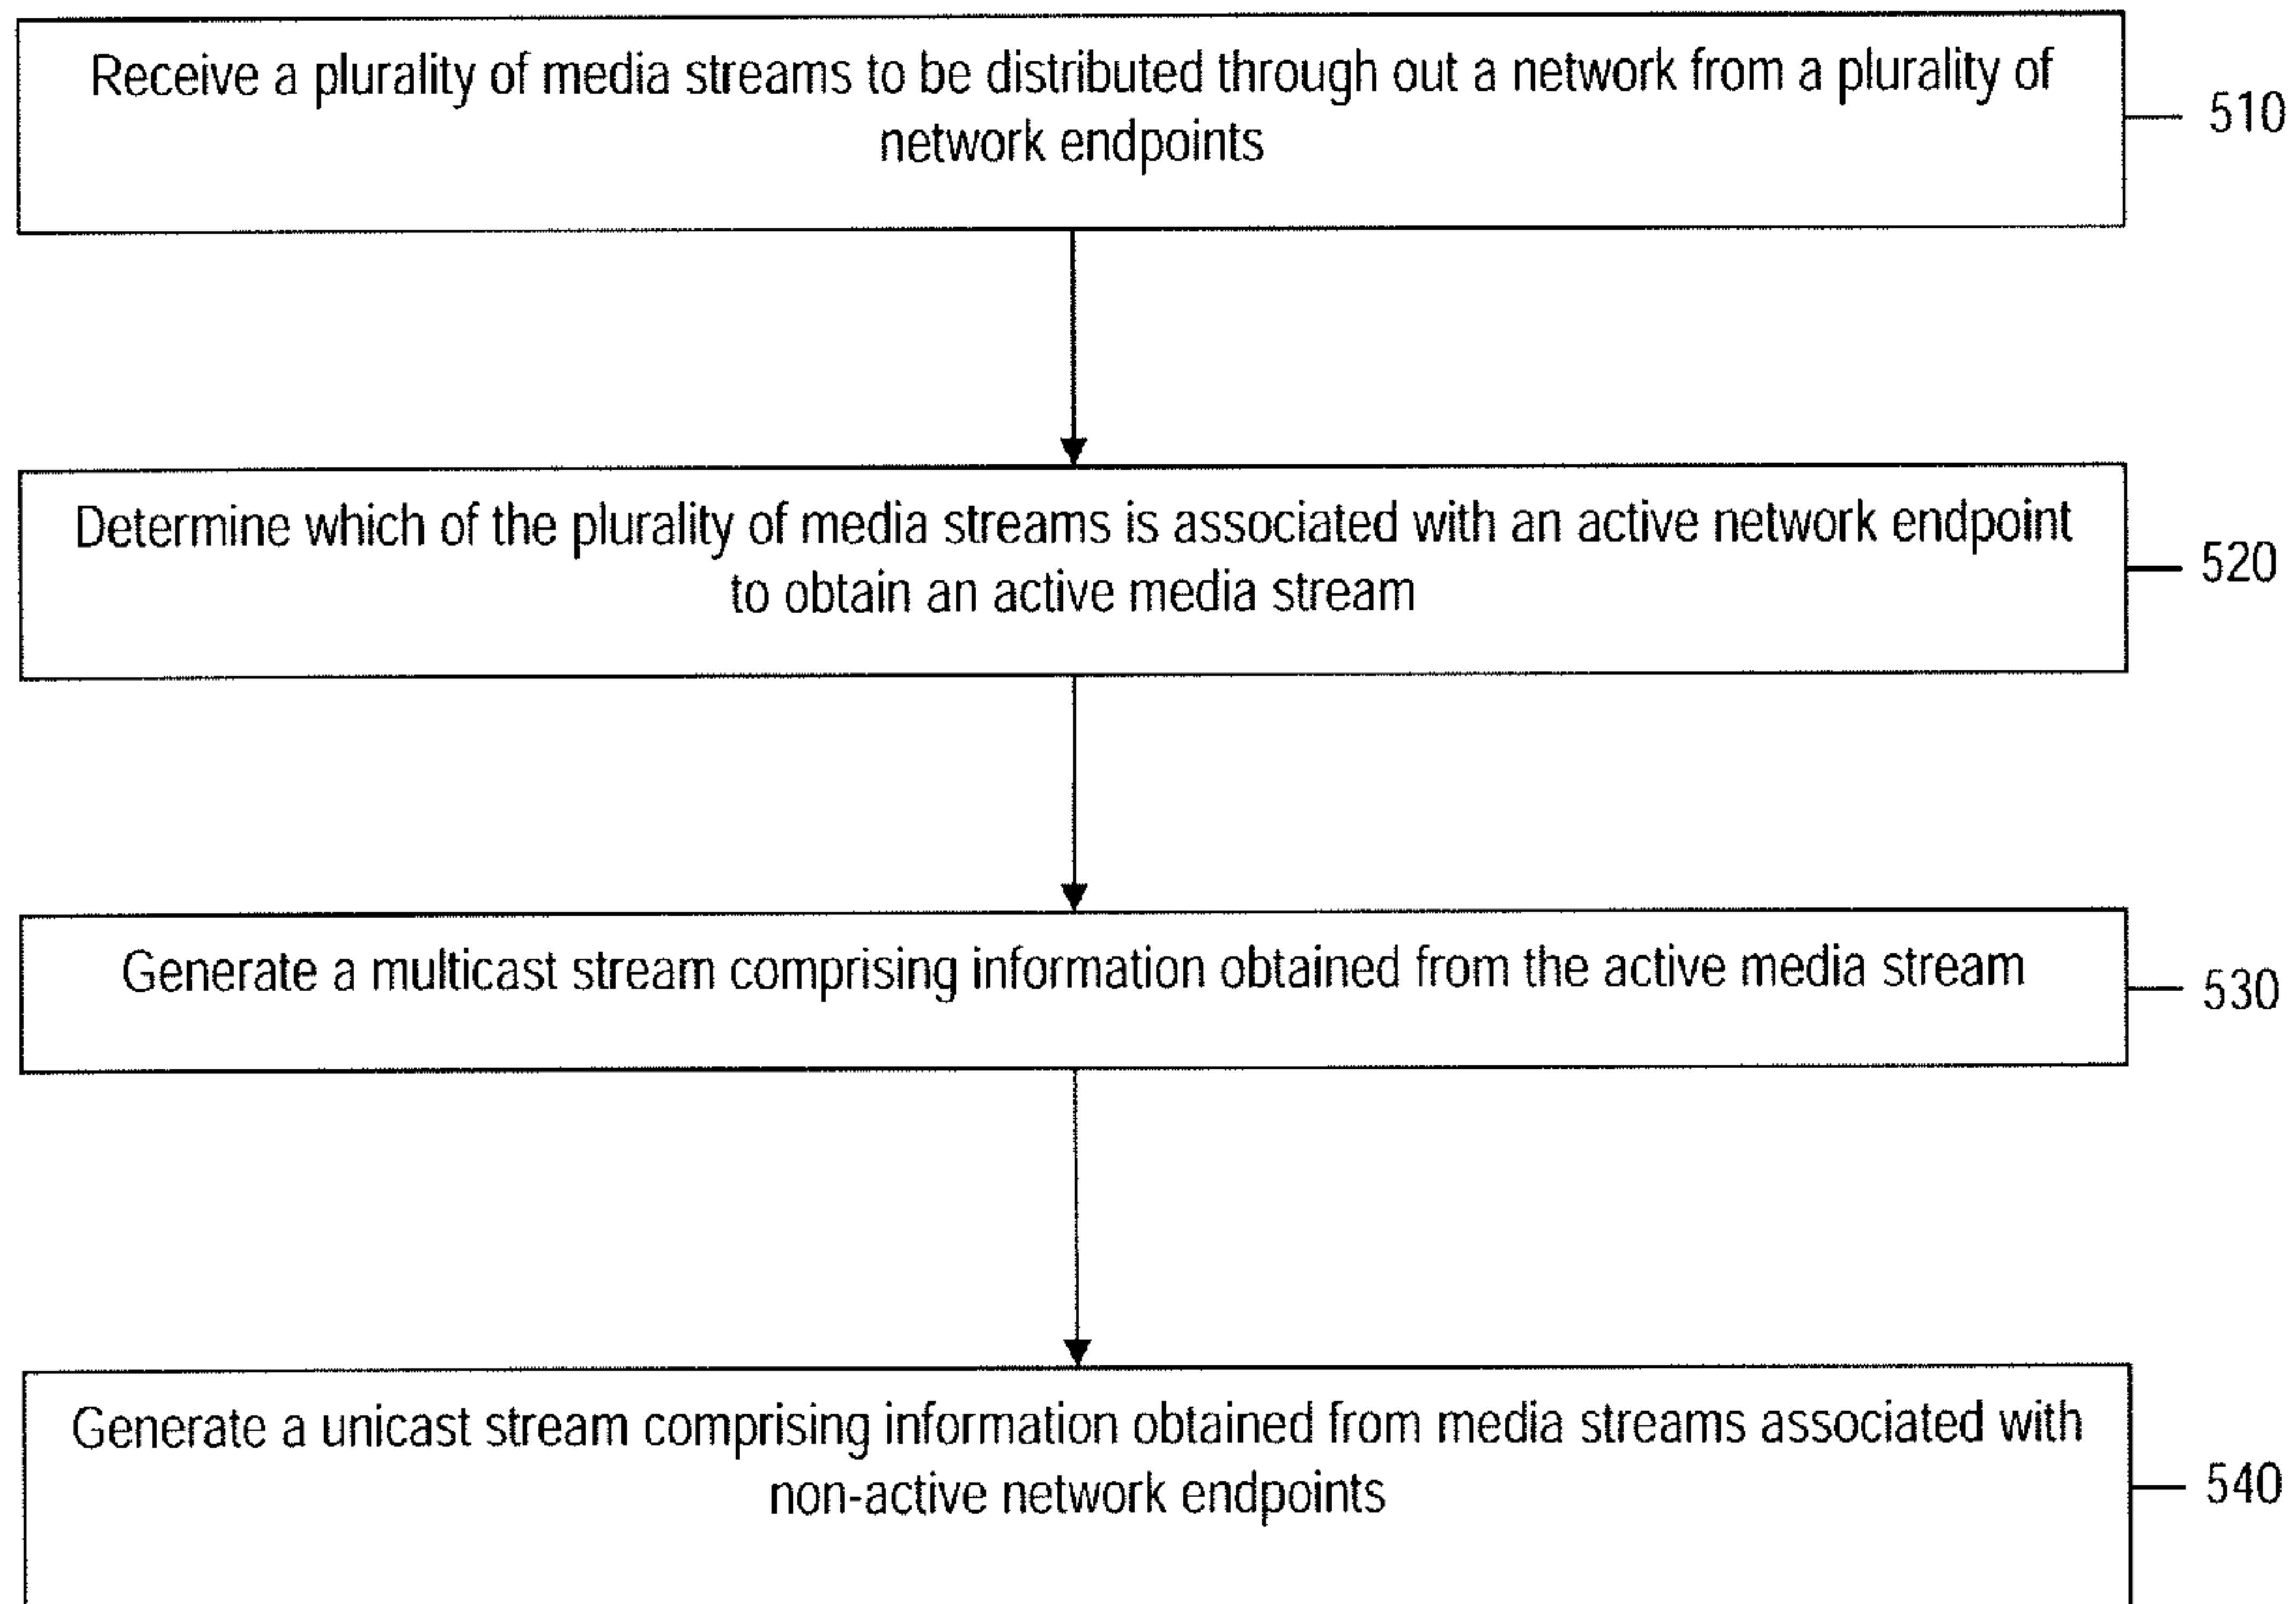 Receive a plurality of media streams to be distributed through out a network from a plurality of
network endpoints
510
Determine which of the plurality of media streams is associated with an active network endpoint
to obtain an active media stream
520
Generate a multicast stream comprising information obtained from the active media stream
530
Generate a unicast stream comprising information obtained from media streams associated with
non-active network endpoints
540